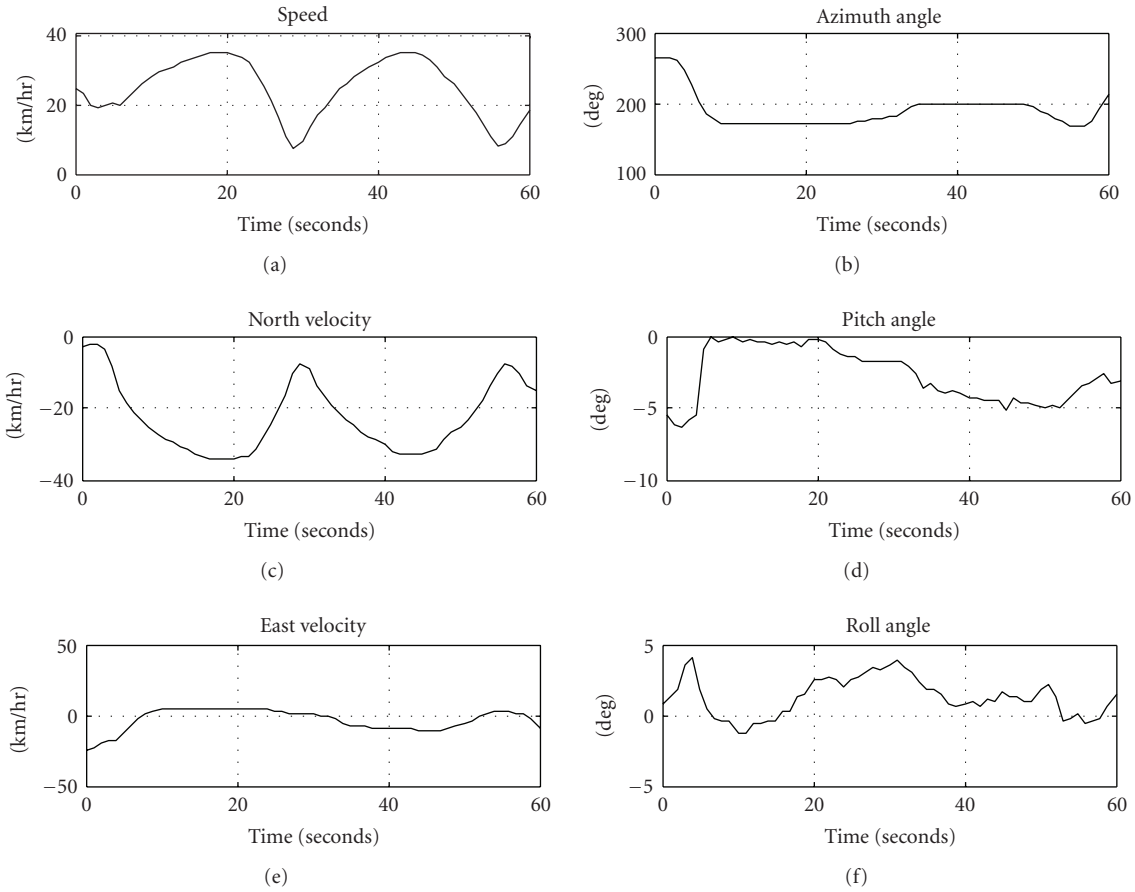 Speed
40
20
0
(km/hr)
0 20 40 60
Time (seconds)
(a)
Azimuth angle
300
200
100
(deg)
0 20 40 60
Time (seconds)
(b)
North velocity
0
−20
−40
(km/hr)
0 20 40 60
Time (seconds)
(c)
Pitch angle
0
−5
−10
(deg)
0 20 40 60
Time (seconds)
(d)
East velocity
50
0
−50
(km/hr)
0 20 40 60
Time (seconds)
(e)
Roll angle
5
0
−5
(deg)
0 20 40 60
Time (seconds)
(f)